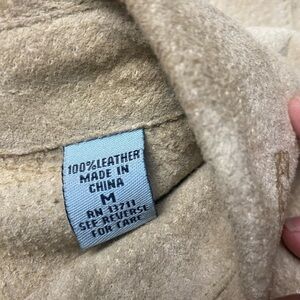 100% LEATHER
MADE IN
CHINA
M
RN 13711
SEE REVERSE
FOR CARE